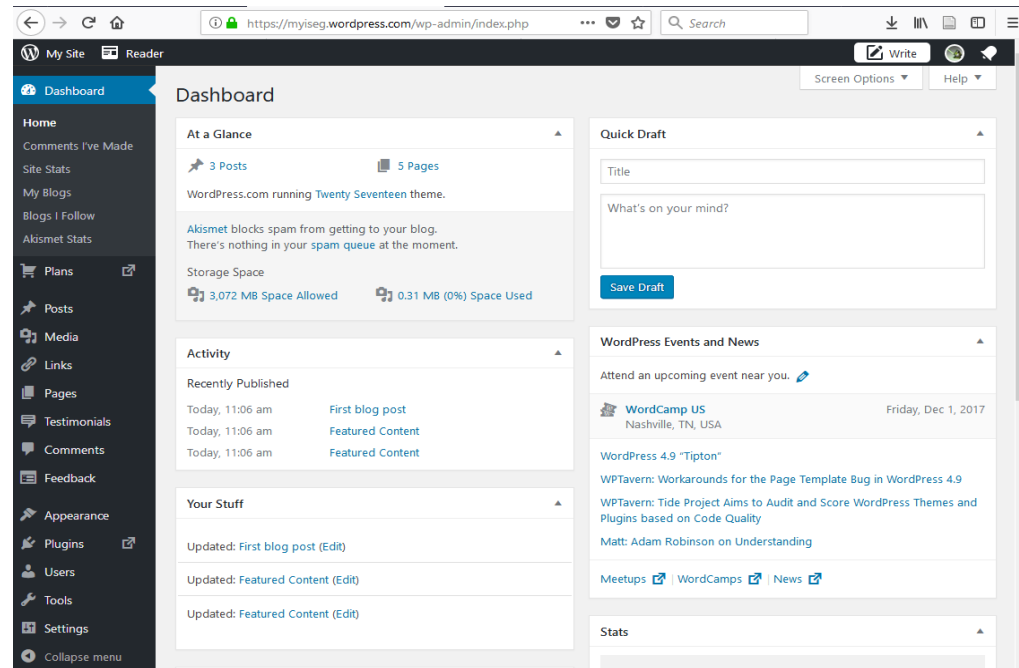 https://myiseg.wordpress.com/wp-admin/index.php
Search
My Site
Reader
Write
Dashboard
Home
Comments I've Made
Site Stats
My Blogs
Blogs I Follow
Akismet Stats
Plans
Posts
Media
Links
Pages
Testimonials
Comments
Feedback
Appearance
Plugins
Users
Tools
Settings
Collapse menu
Screen Options
Help
Dashboard
At a Glance
3 Posts
5 Pages
WordPress.com running Twenty Seventeen theme.
Akismet blocks spam from getting to your blog.
There's nothing in your spam queue at the moment.
Storage Space
3,072 MB Space Allowed
0.31 MB (0%) Space Used
Activity
Recently Published
Today, 11:06 am First blog post
Today, 11:06 am Featured Content
Today, 11:06 am Featured Content
Your Stuff
Updated: First blog post (Edit)
Updated: Featured Content (Edit)
Updated: Featured Content (Edit)
Quick Draft
Title
What's on your mind?
Save Draft
WordPress Events and News
Attend an upcoming event near you.
WordCamp US Friday, Dec 1, 2017
Nashville, TN, USA
WordPress 4.9 “Tipton”
WPTavern: Workarounds for the Page Template Bug in WordPress 4.9
WPTavern: Tide Project Aims to Audit and Score WordPress Themes and
Plugins based on Code Quality
Matt: Adam Robinson on Understanding
Meetups | WordCamps | News
Stats